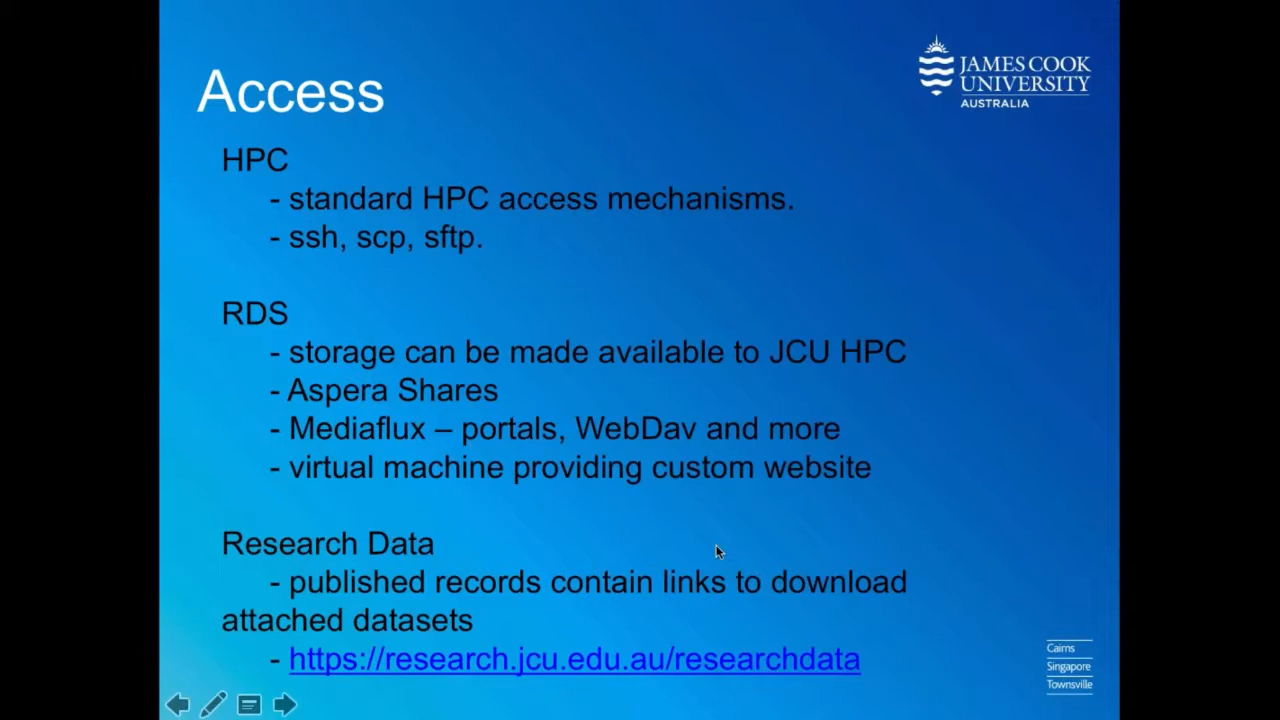 JAMES COOK
UNIVERSITY
AUSTRALIA
Access
HPC
- standard HPC access mechanisms.
- ssh, scp, sftp.
RDS
- storage can be made available to JCU HPC
- Aspera Shares
- Mediaflux – portals, WebDav and more
- virtual machine providing custom website
Research Data
- published records contain links to download
attached datasets
- https://research.jcu.edu.au/researchdata
Cairns
Singapore
Townsville